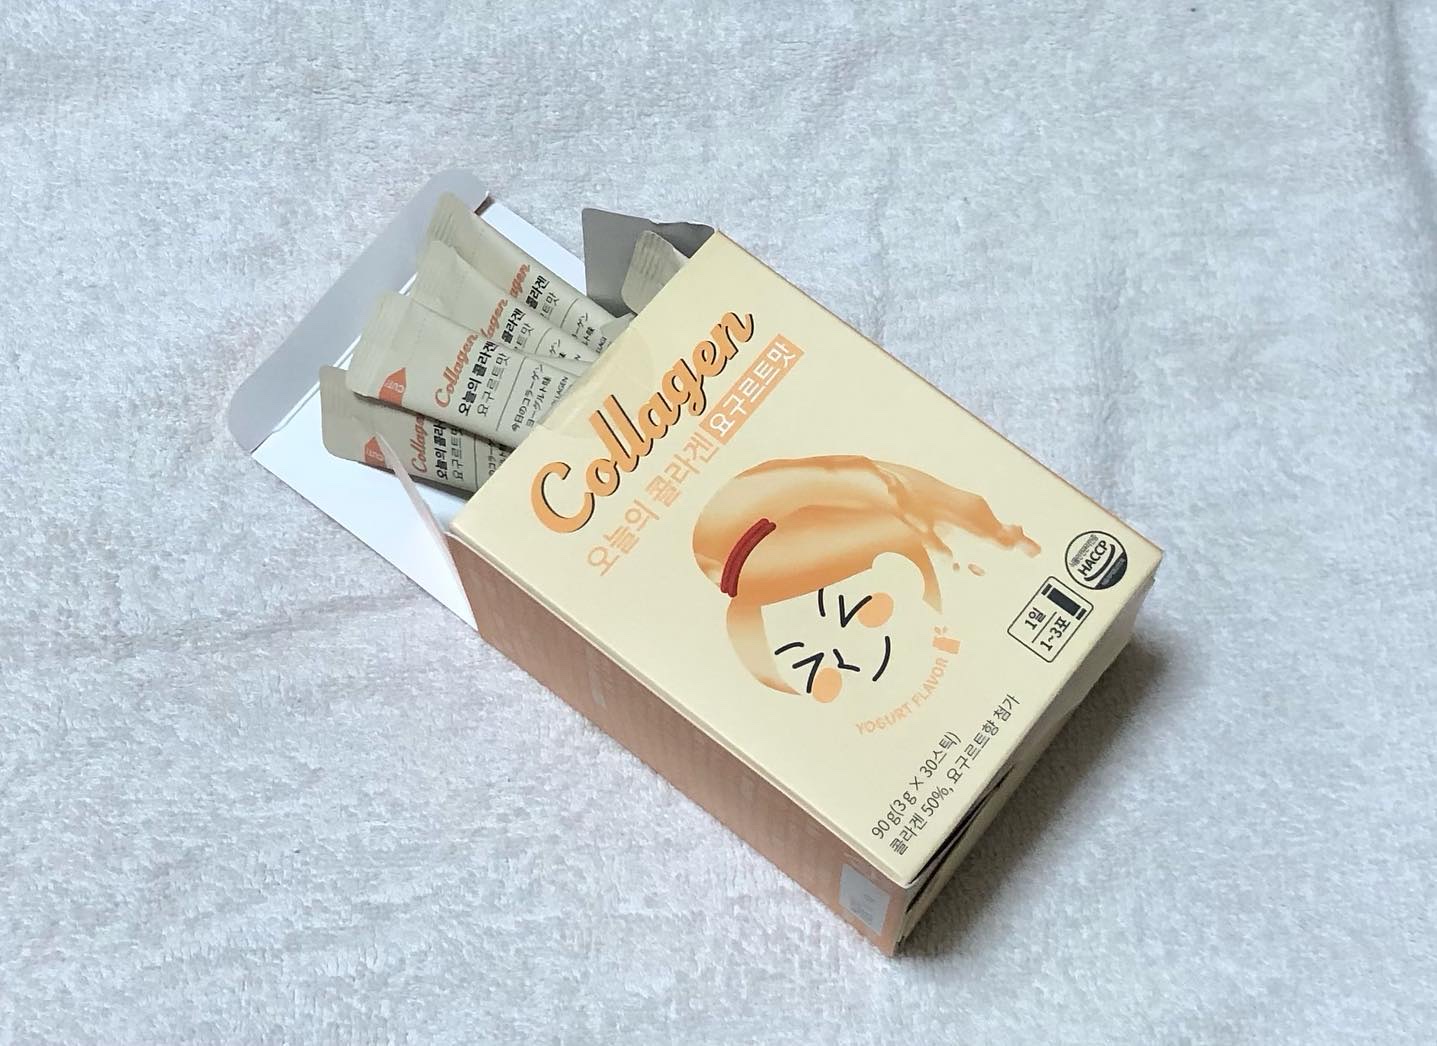 Collagen
오늘의 콜라겐 요구르트맛
YOGURT FLAVOR
HACCP
1일
1~3포
90g(3g × 30스틱)
콜라겐 50%, 요구르트향 첨가
Collagen
오늘의 콜라겐
요구르트맛
今日のコラーゲン
ヨーグルト味